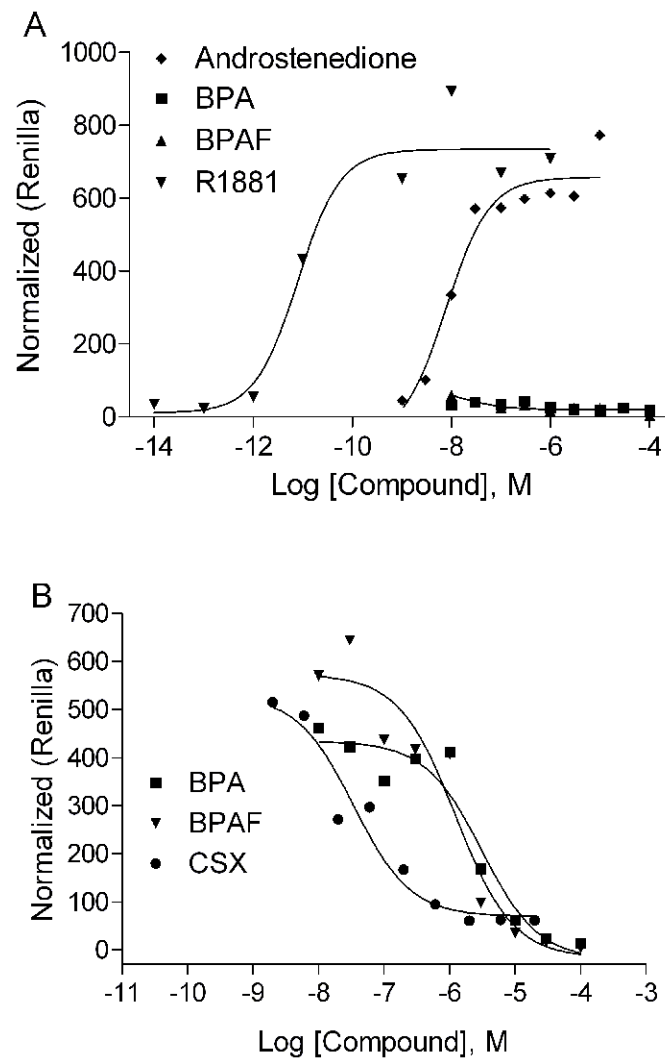 A
1000
800
600
400
200
0
Normalized (Renilla)
Androstenedione
BPA
BPAF
R1881
-14 -12 -10 -8 -6 -4
Log [Compound], M
B
700
600
500
400
300
200
100
0
Normalized (Renilla)
BPA
BPAF
CSX
-11 -10 -9 -8 -7 -6 -5 -4 -3
Log [Compound], M